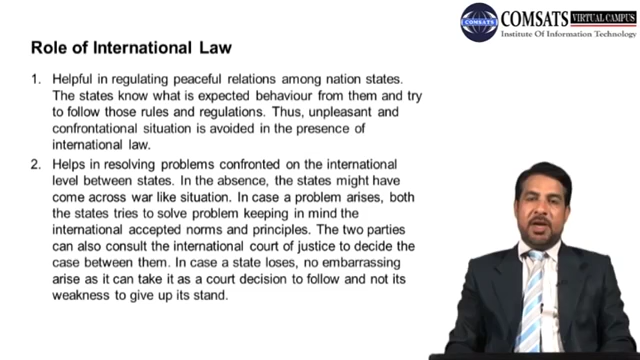 COMSATS VIRTUAL CAMPUS
COMSATS
Institute Of Information Technology
Role of International Law
1. Helpful in regulating peaceful relations among nation states.
The states know what is expected behaviour from them and try
to follow those rules and regulations. Thus, unpleasant and
confrontational situation is avoided in the presence of
international law.
2. Helps in resolving problems confronted on the international
level between states. In the absence, the states might have
come across war like situation. In case a problem arises, both
the states tries to solve problem keeping in mind the
international accepted norms and principles. The two parties
can also consult the international court of justice to decide the
case between them. In case a state loses, no embarrassing
arise as it can take it as a court decision to follow and not its
weakness to give up its stand.